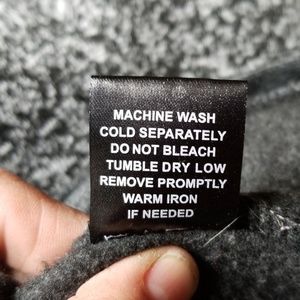 MACHINE WASH
COLD SEPARATELY
DO NOT BLEACH
TUMBLE DRY LOW
REMOVE PROMPTLY
WARM IRON
IF NEEDED